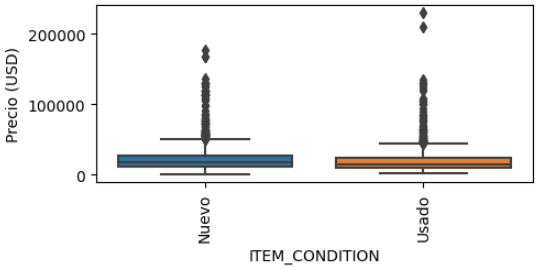 Precio (USD)
200000
100000
0
Nuevo
Usado
ITEM_CONDITION